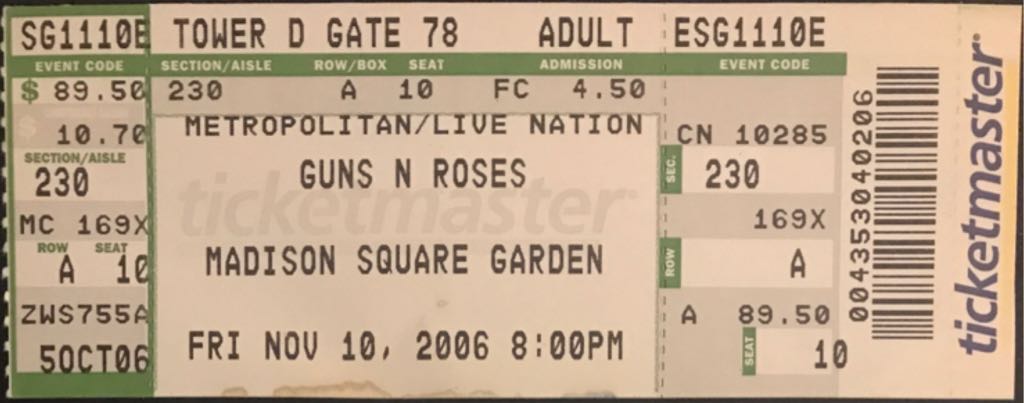 SG1110E TOWER D GATE 78 ADULT ESG1110E
EVENT CODE SECTION/AISLE ROW/BOX SEAT ADMISSION EVENT CODE
$ 89.50 230 A 10 FC 4.50
10.70 METROPOLITAN/LIVE NATION CN 10285
SECTION/AISLE
230 GUNS N ROSES SEC. 230
ticketmaster
MC 169X 169X
ROW SEAT
A 10 MADISON SQUARE GARDEN ROW A
ZWS755A A 89.50
5OCT06 FRI NOV 10, 2006 8:00PM SEAT 10
004353040206
ticketmaster